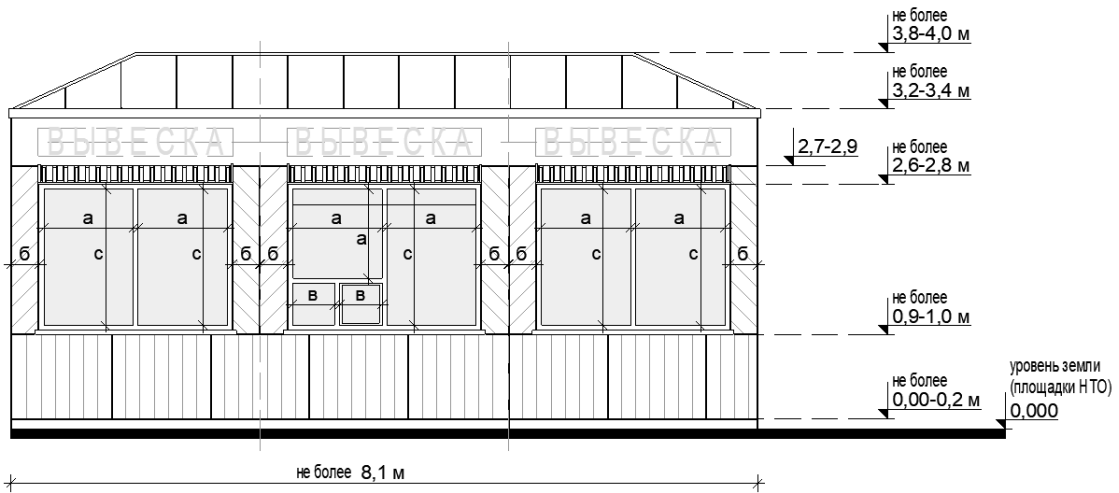 не более
3,8-4,0 м
не более
3,2-3,4 м
ВЫВЕСКА ВЫВЕСКА ВЫВЕСКА
2,7-2,9
не более
2,6-2,8 м
а а а а а а
а
б с с б б с б б с с б
в в
не более
0,9-1,0 м
уровень земли
(площадки НТО)
0,000
не более
0,00-0,2 м
не более 8,1 м